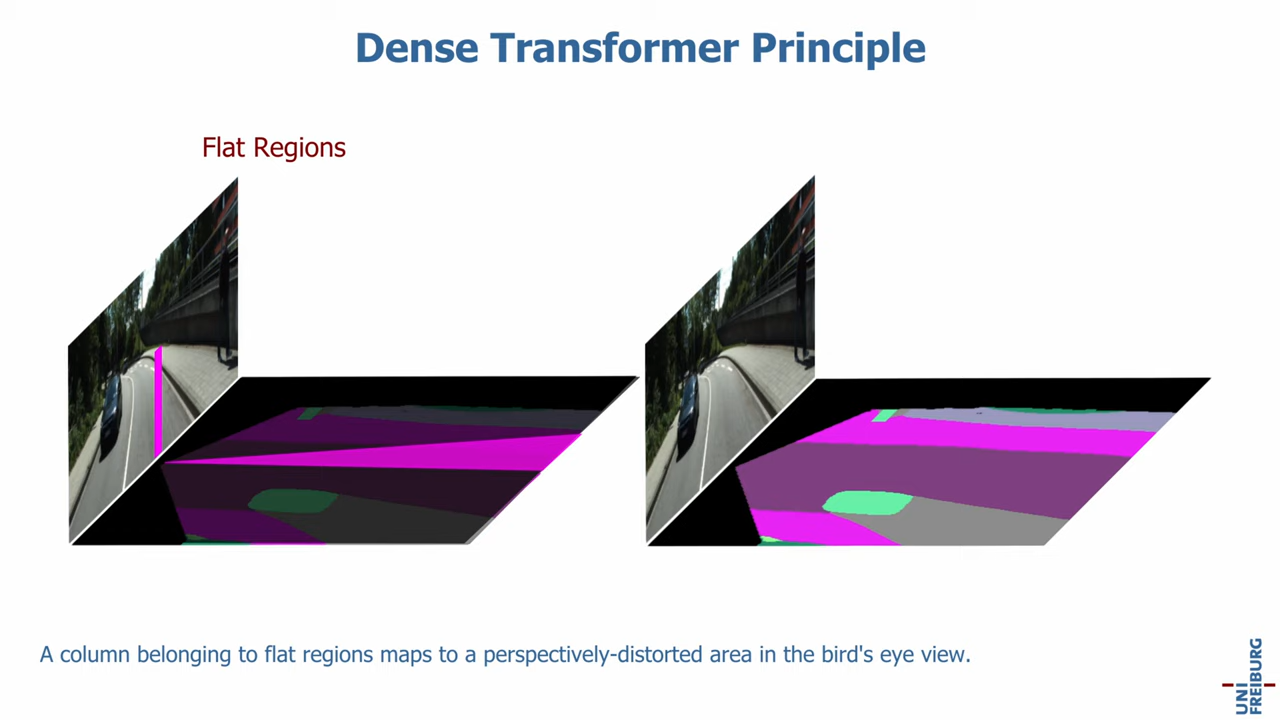 Dense Transformer Principle
Flat Regions
A column belonging to flat regions maps to a perspectively-distorted area in the bird's eye view.
UNI
FREIBURG